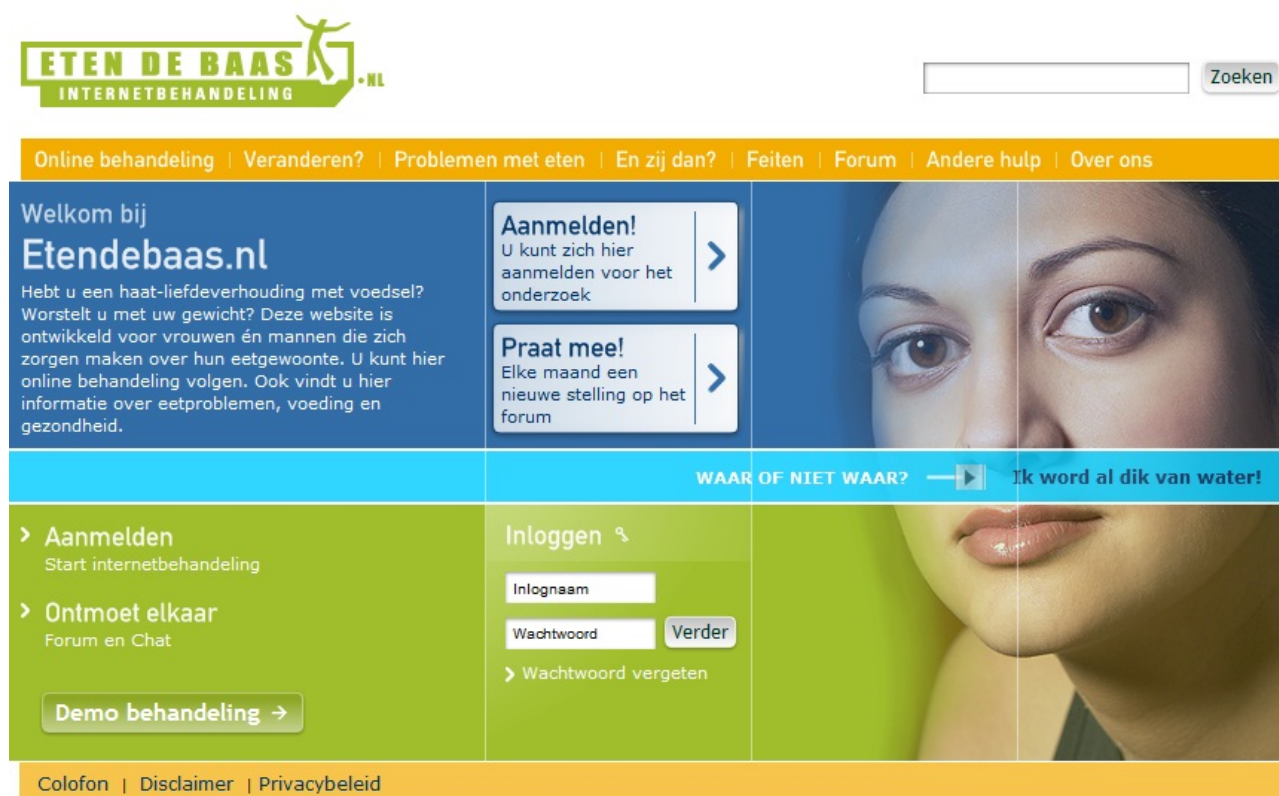 ETEN DE BAAS
.NL
INTERNETBEHANDELING
Zoeken
Online behandeling | Veranderen? | Problemen met eten | En zij dan? | Feiten | Forum | Andere hulp | Over ons
Welkom bij
Etendebaas.nl
Hebt u een haat-liefdeverhouding met voedsel?
Worstelt u met uw gewicht? Deze website is
ontwikkeld voor vrouwen én mannen die zich
zorgen maken over hun eetgewoonte. U kunt hier
online behandeling volgen. Ook vindt u hier
informatie over eetproblemen, voeding en
gezondheid.
Aanmelden!
U kunt zich hier
aanmelden voor het
onderzoek
Praat mee!
Elke maand een
nieuwe stelling op het
forum
WAAR OF NIET WAAR? Ik word al dik van water!
Aanmelden
Start internetbehandeling
Ontmoet elkaar
Forum en Chat
Demo behandeling →
Inloggen
Inlognaam
Wachtwoord
Verder
Wachtwoord vergeten
Colofon | Disclaimer | Privacybeleid